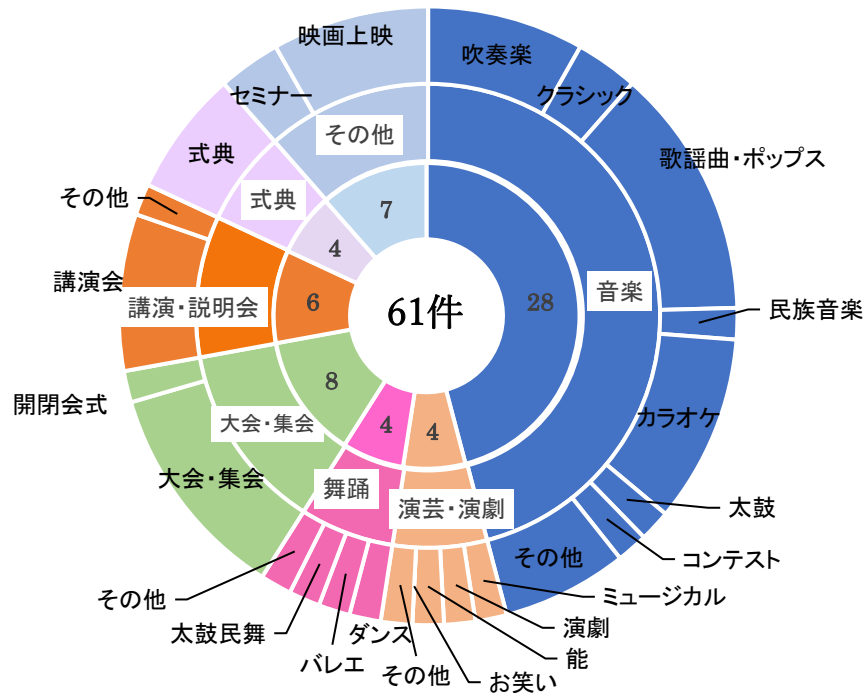 映画上映
吹奏楽
セミナー
クラシック
その他
式典
歌謡曲・ポップス
その他
式典
7
4
講演会
講演・説明会
6
61件
28
音楽
民族音楽
開閉会式
8
大会・集会
4
4
カラオケ
大会・集会
舞踊
演芸・演劇
太鼓
その他
コンテスト
その他
ミュージカル
太鼓民舞
ダンス
演劇
バレエ
その他
能
お笑い